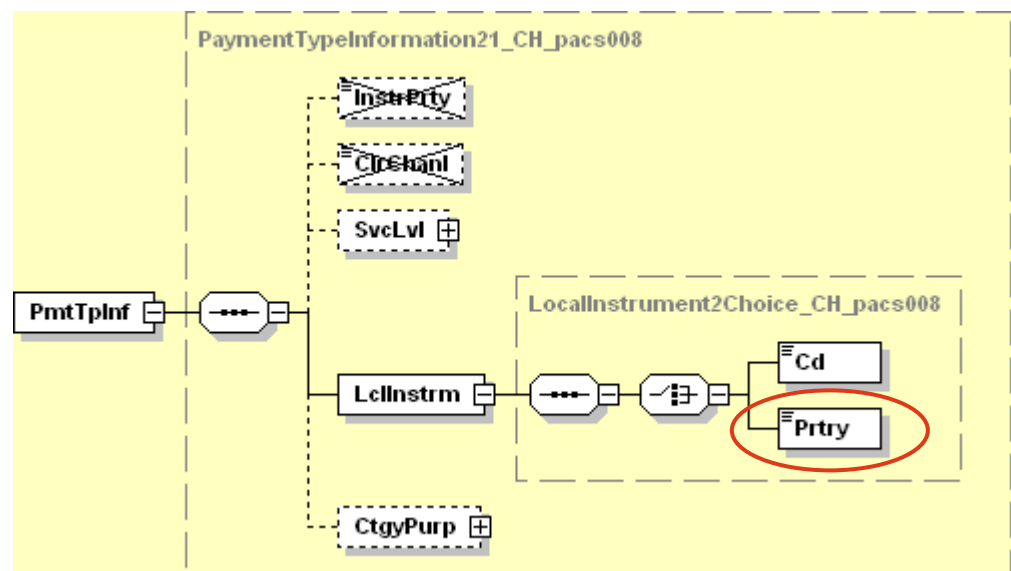 PaymentTypeInformation21_CH_pacs008
InstrPrty
ClrChanl
SvcLvl
PmtTpInf
LocalInstrument2Choice_CH_pacs008
Cd
LclInstrm
Prtry
CtgyPurp